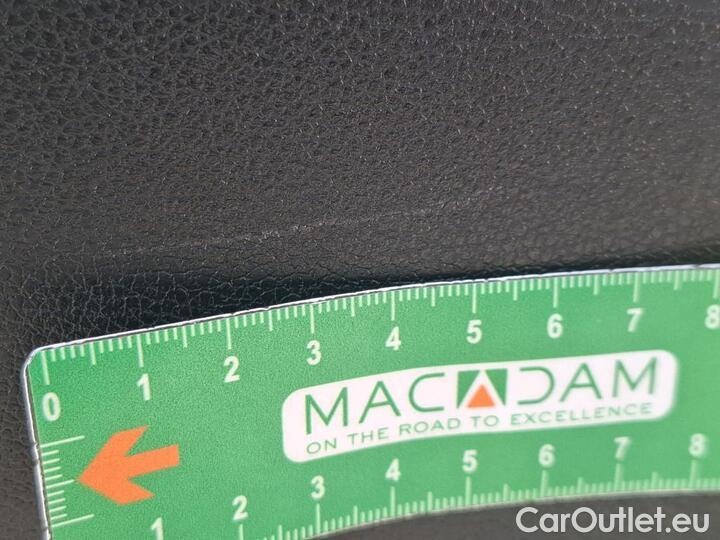 0 1 2 3 4 5 6 7 8
MACADAM
ON THE ROAD TO EXCELLENCE
1 2 3 4 5 6 7 8
CarOutlet.eu